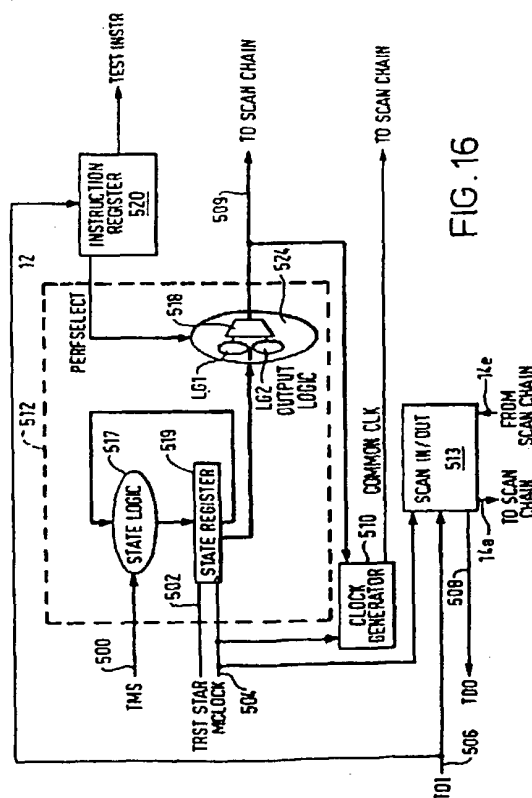 12
INSTRUCTION
REGISTER
520
TEST INSTR
512
PERFSELECT
517
STATE LOGIC
519
STATE REGISTER
518
LG1
LG2
524
OUTPUT
LOGIC
509
TO SCAN CHAIN
500
TMS
502
TRST STAR
MCLOCK
504
510
CLOCK
GENERATOR
COMMON CLK
TO SCAN CHAIN
SCAN IN/OUT
513
14a
TO SCAN
CHAIN
14e
FROM
SCAN CHAIN
508
TDO
TDI
506
FIG. 16